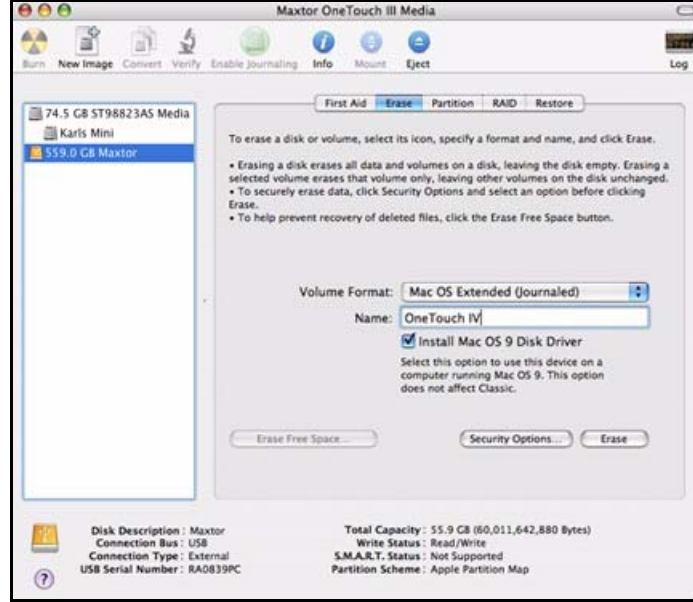 Maxtor OneTouch III Media
Burn New Image Convert Verify Enable Journaling Info Mount Eject Log
74.5 GB ST98823AS Media
Karls Mini
559.0 GB Maxtor
First Aid Erase Partition RAID Restore
To erase a disk or volume, select its icon, specify a format and name, and click Erase.
• Erasing a disk erases all data and volumes on a disk, leaving the disk empty. Erasing a
selected volume erases that volume only, leaving other volumes on the disk unchanged.
• To securely erase data, click Security Options and select an option before clicking
Erase.
• To help prevent recovery of deleted files, click the Erase Free Space button.
Volume Format: Mac OS Extended (Journaled)
Name: OneTouch IV
Install Mac OS 9 Disk Driver
Select this option to use this device on a
computer running Mac OS 9. This option
does not affect Classic.
Erase Free Space... Security Options... Erase
Disk Description : Maxtor
Connection Bus : USB
Connection Type : External
USB Serial Number : RA0839PC
Total Capacity : 55.9 GB (60,011,642,880 Bytes)
Write Status : Read/Write
S.M.A.R.T. Status : Not Supported
Partition Scheme : Apple Partition Map
?